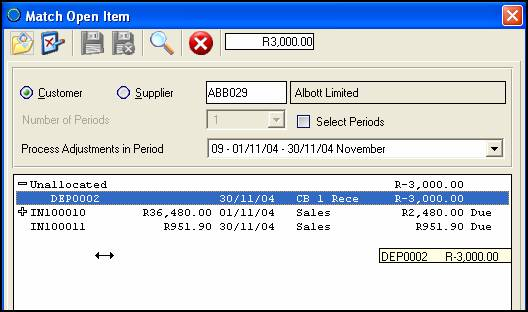 Match Open Item
R3,000.00
Customer Supplier ABB029 Albott Limited
Number of Periods 1 Select Periods
Process Adjustments in Period 09 - 01/11/04 - 30/11/04 November
Unallocated R-3,000.00
DEP0002 30/11/04 CB 1 Rece R-3,000.00
IN100010 R36,480.00 01/11/04 Sales R2,480.00 Due
IN100011 R951.90 30/11/04 Sales R951.90 Due
DEP0002 R-3,000.00